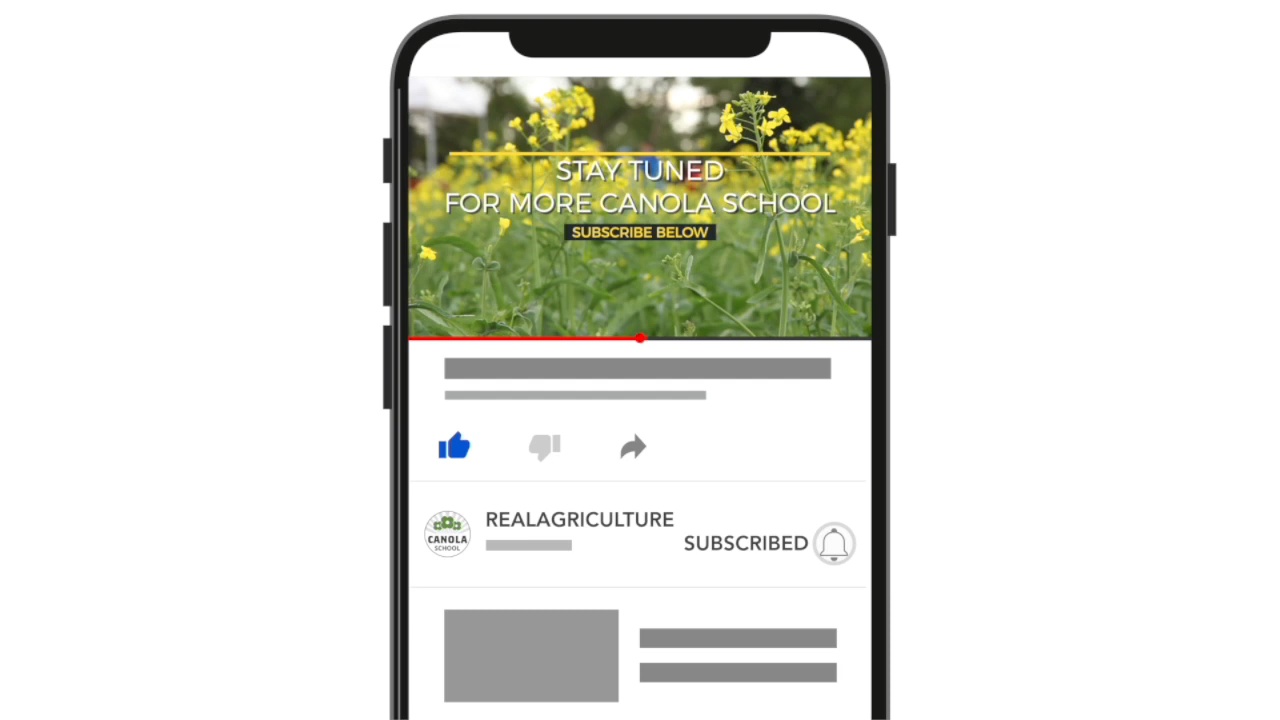 STAY TUNED
FOR MORE CANOLA SCHOOL
SUBSCRIBE BELOW
REALAGRICULTURE
CANOLA
SCHOOL
SUBSCRIBED